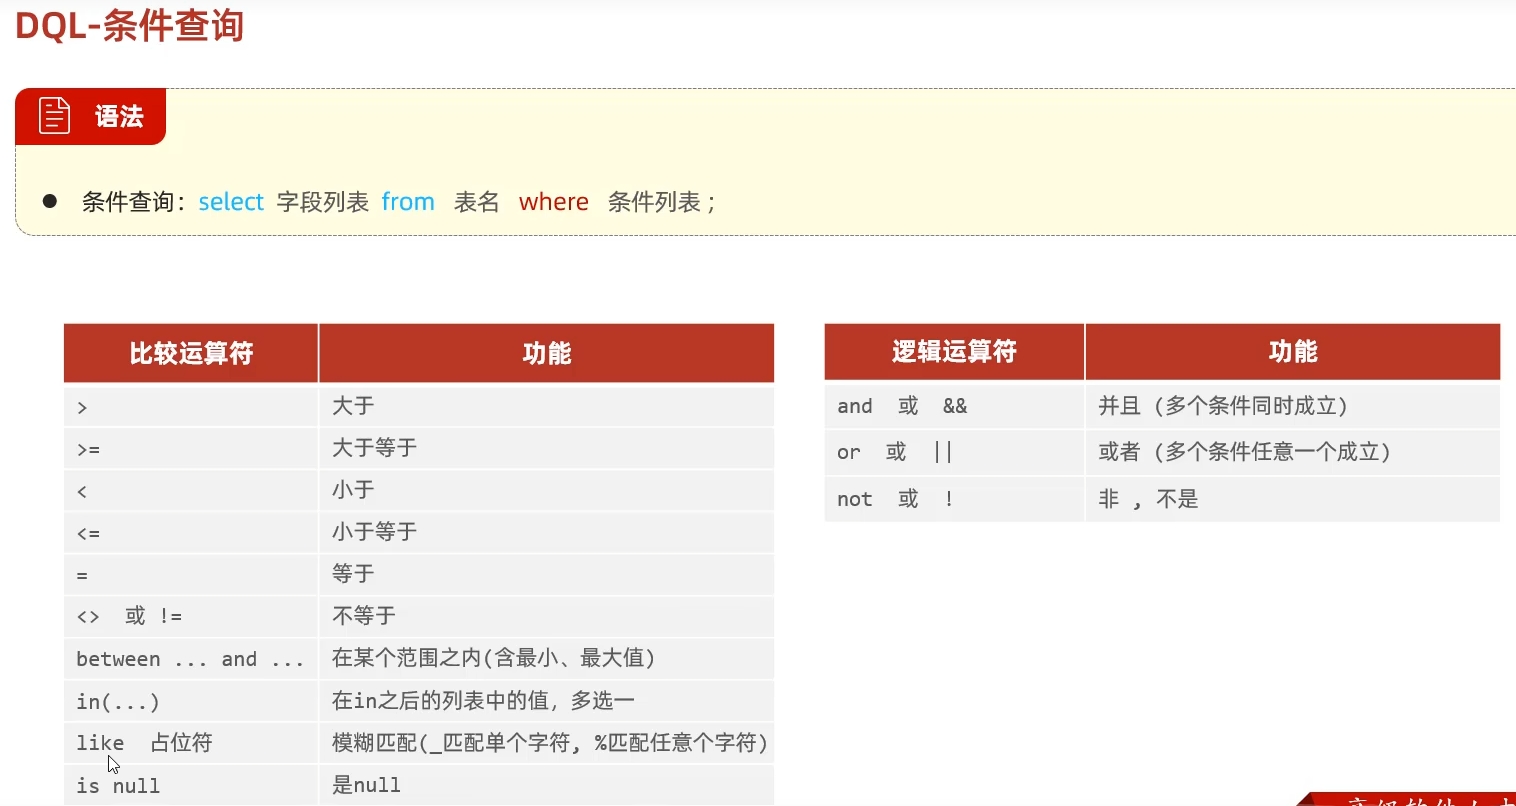 DQL-条件查询
语法
● 条件查询：select 字段列表 from 表名 where 条件列表 ;
比较运算符 功能
> 大于
>= 大于等于
< 小于
<= 小于等于
= 等于
<> 或 != 不等于
between ... and ... 在某个范围之内(含最小、最大值)
in(...) 在in之后的列表中的值，多选一
like 占位符 模糊匹配(_匹配单个字符, %匹配任意个字符)
is null 是null
逻辑运算符 功能
and 或 && 并且 (多个条件同时成立)
or 或 || 或者 (多个条件任意一个成立)
not 或 ! 非 , 不是